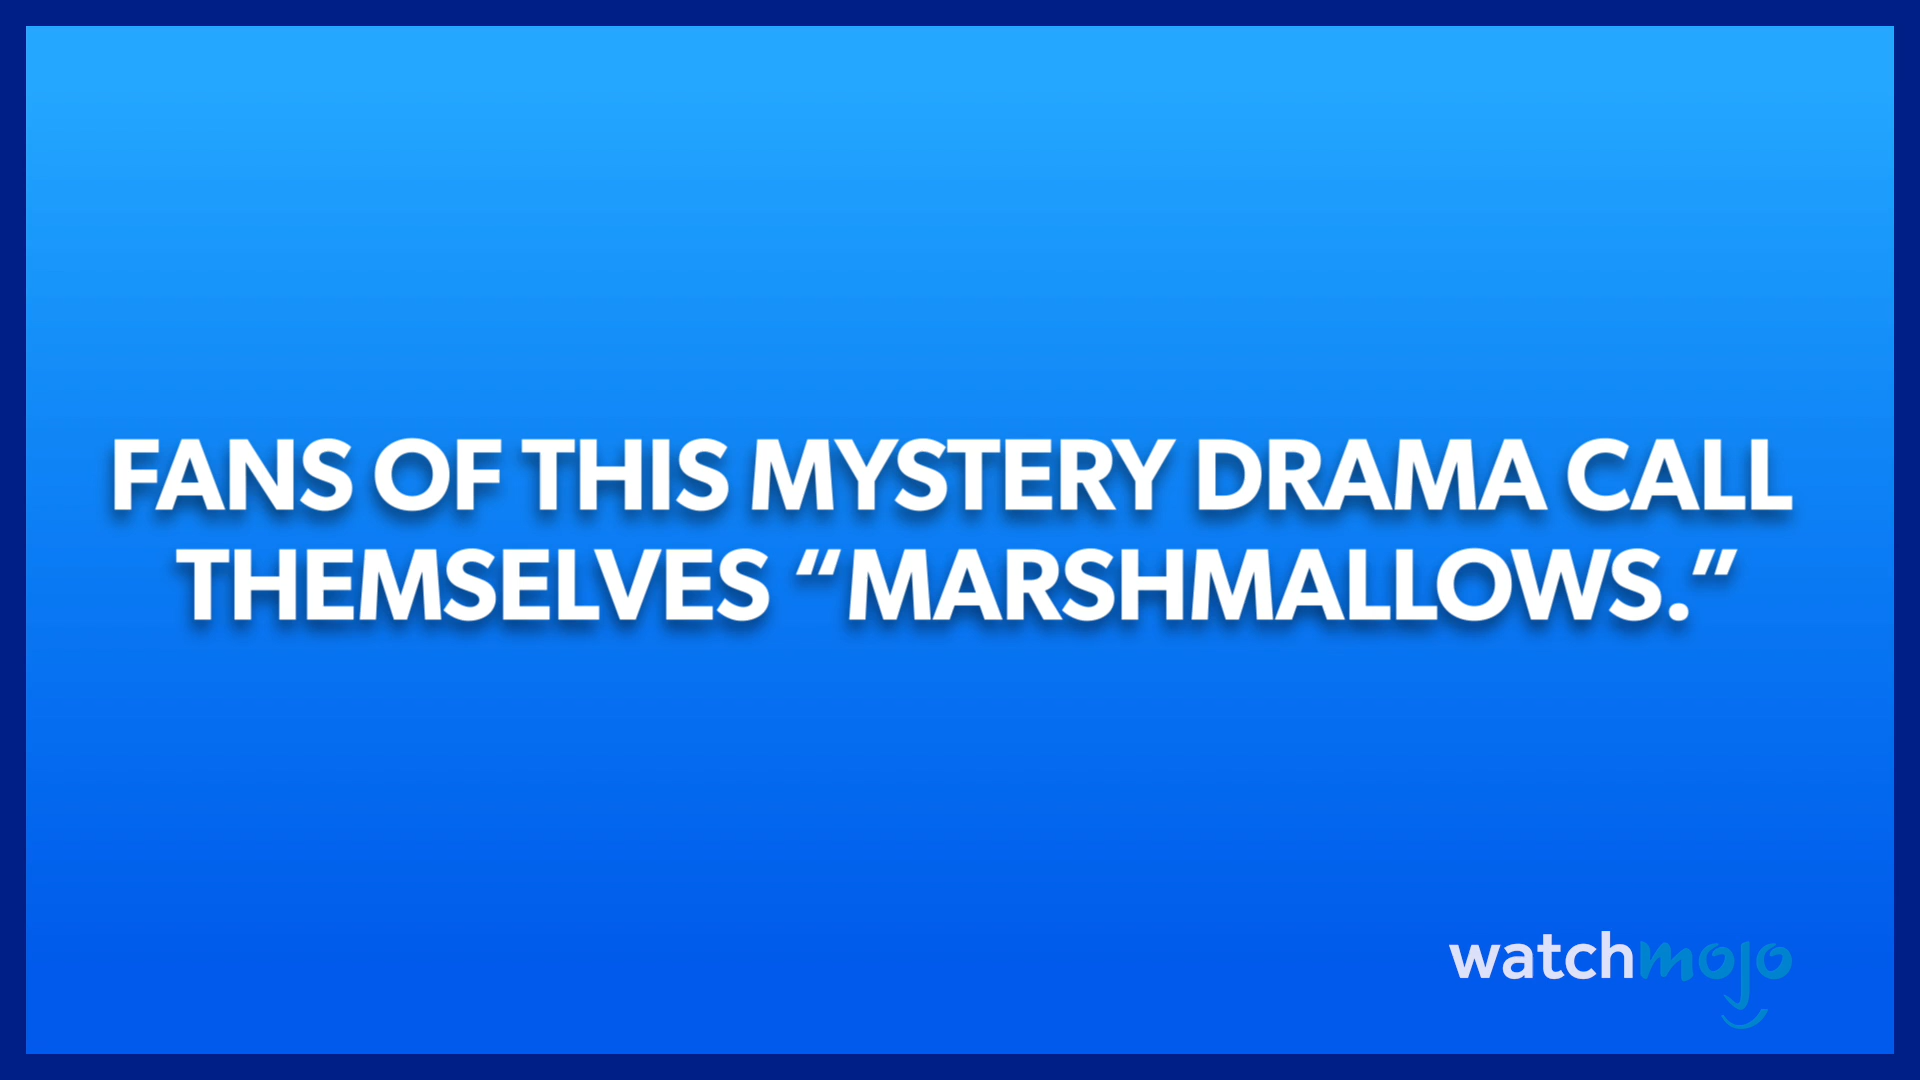 FANS OF THIS MYSTERY DRAMA CALL
THEMSELVES “MARSHMALLOWS.”
watchmojo